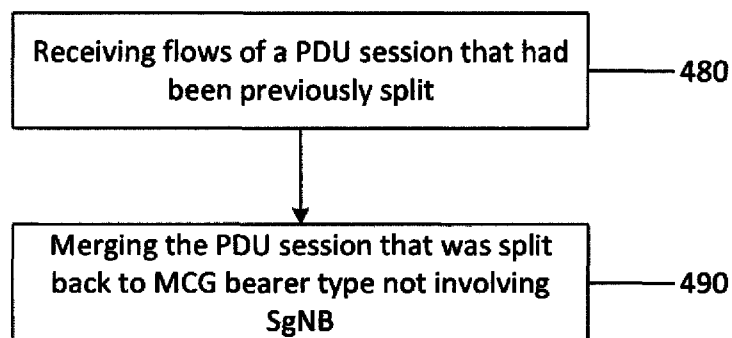 Receiving flows of a PDU session that had
been previously split
480
Merging the PDU session that was split
back to MCG bearer type not involving
SgNB
490